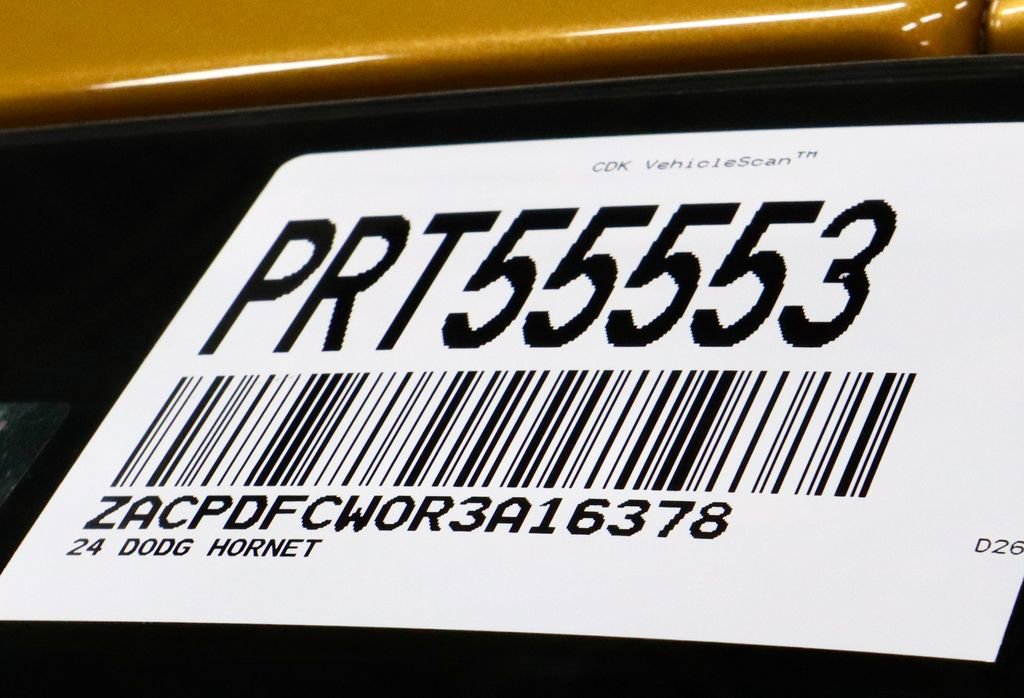 CDK VehicleScan™
PRT55553
ZACPDFCW0R3A16378
24 DODG HORNET
D26